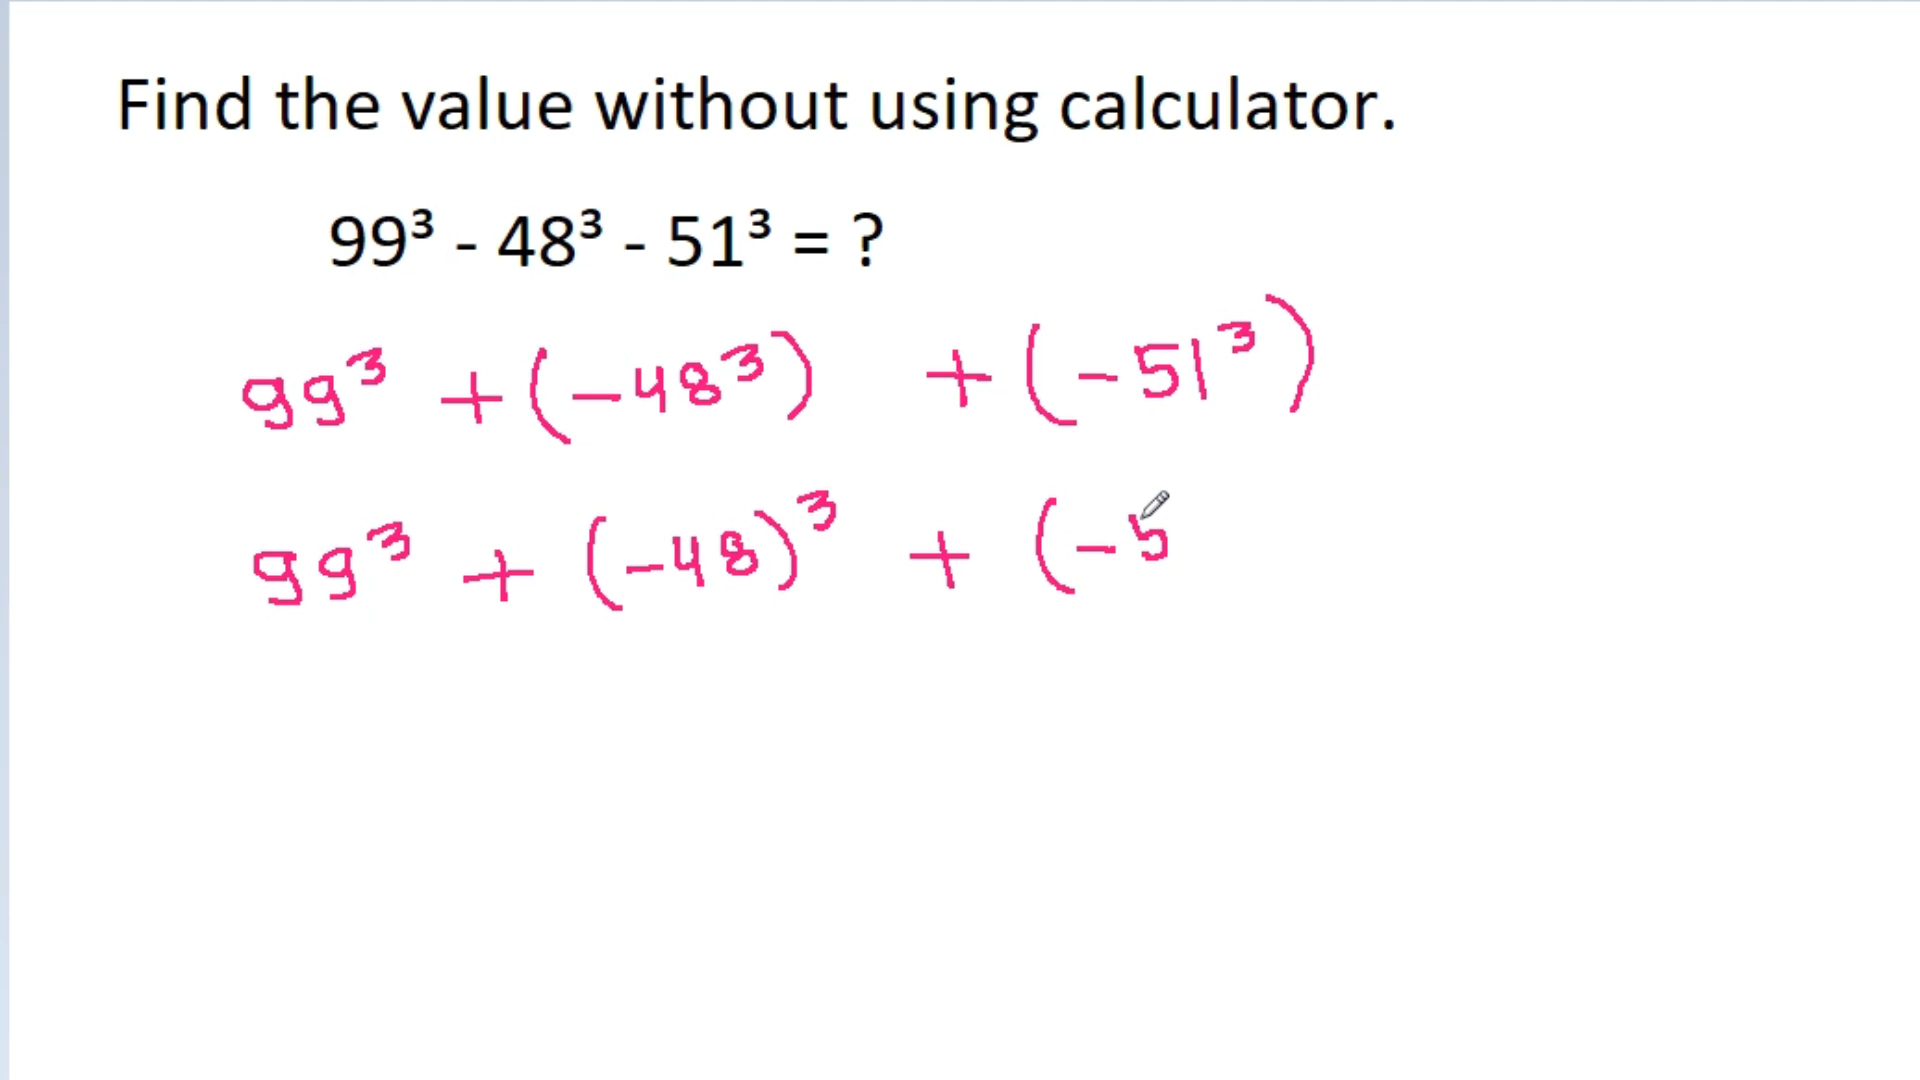 Find the value without using calculator.
99³ - 48³ - 51³ = ?
99³ + (-48³) + (-51³)
99³ + (-48)³ + (-5